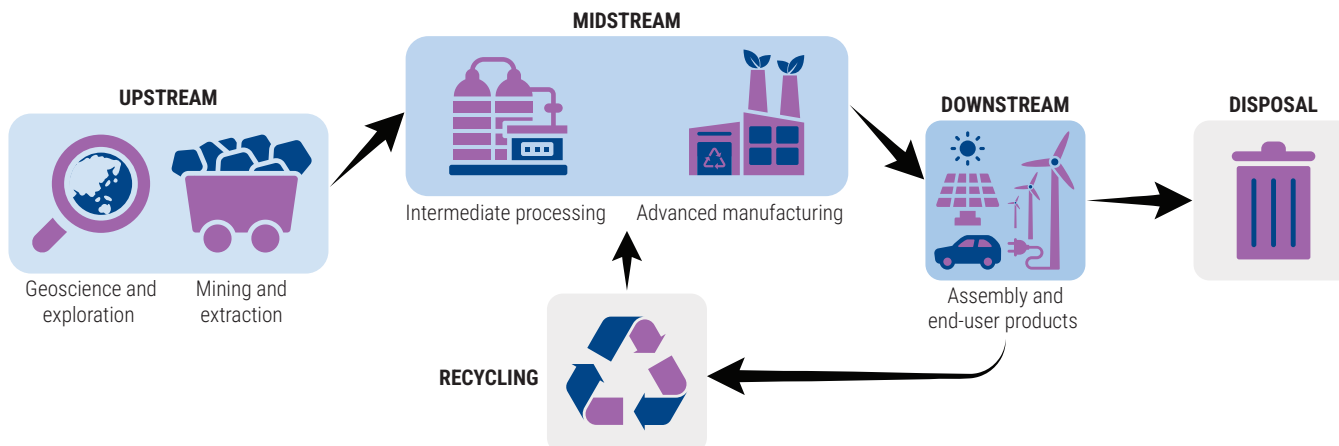 MIDSTREAM
UPSTREAM
DOWNSTREAM
DISPOSAL
Intermediate processing
Advanced manufacturing
Geoscience and
exploration
Mining and
extraction
Assembly and
end-user products
RECYCLING